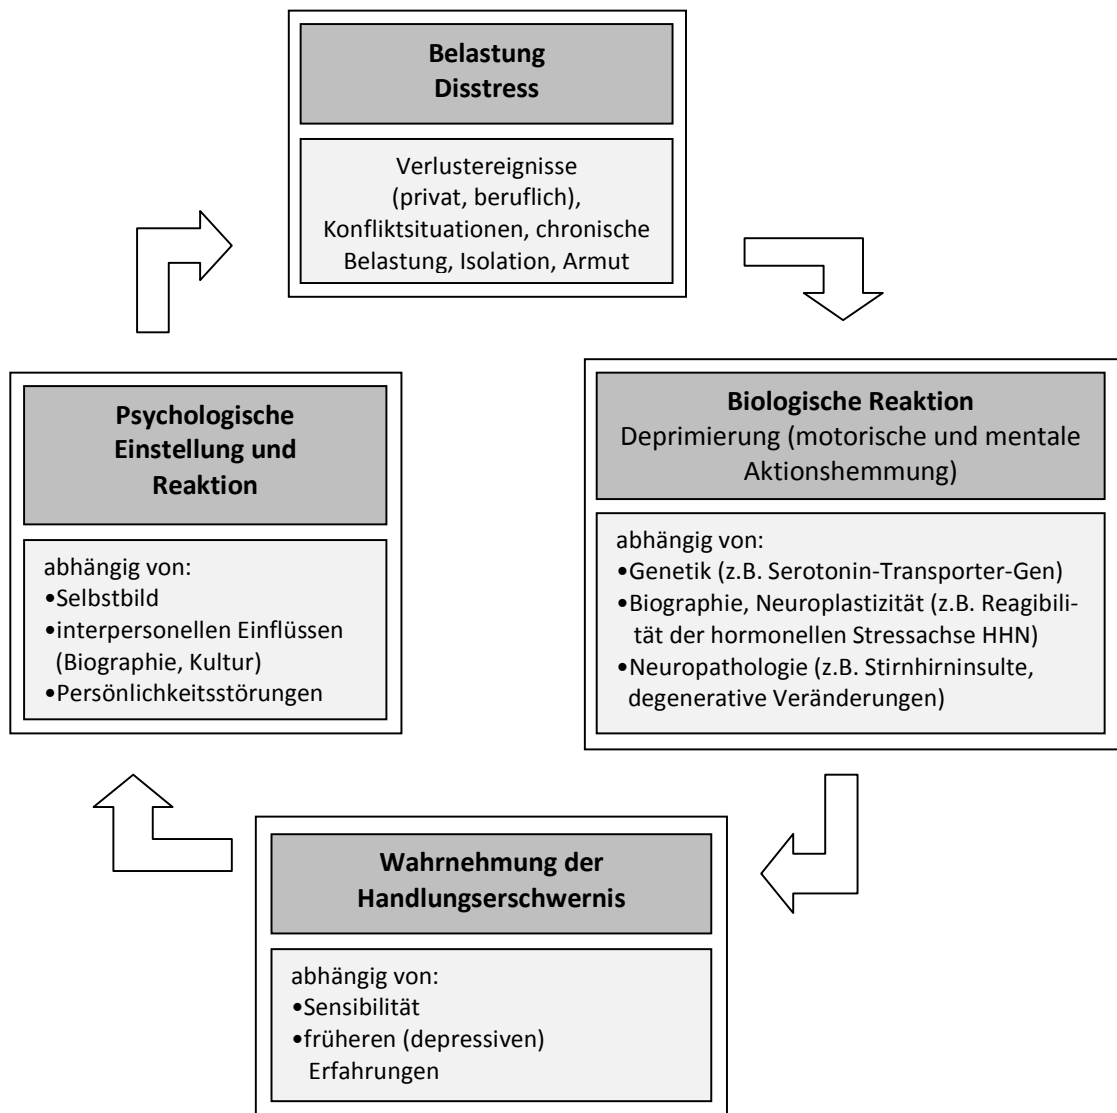 Belastung
Disstress
Verlustereignisse
(privat, beruflich),
Konfliktsituationen, chronische
Belastung, Isolation, Armut
Biologische Reaktion
Deprimierung (motorische und mentale
Aktionshemmung)
abhängig von:
•Genetik (z.B. Serotonin-Transporter-Gen)
•Biographie, Neuroplastizität (z.B. Reagibili-
tät der hormonellen Stressachse HHN)
•Neuropathologie (z.B. Stirnhirninsulte,
degenerative Veränderungen)
Wahrnehmung der
Handlungserschwernis
abhängig von:
•Sensibilität
•früheren (depressiven)
Erfahrungen
Psychologische
Einstellung und
Reaktion
abhängig von:
•Selbstbild
•interpersonellen Einflüssen
(Biographie, Kultur)
•Persönlichkeitsstörungen